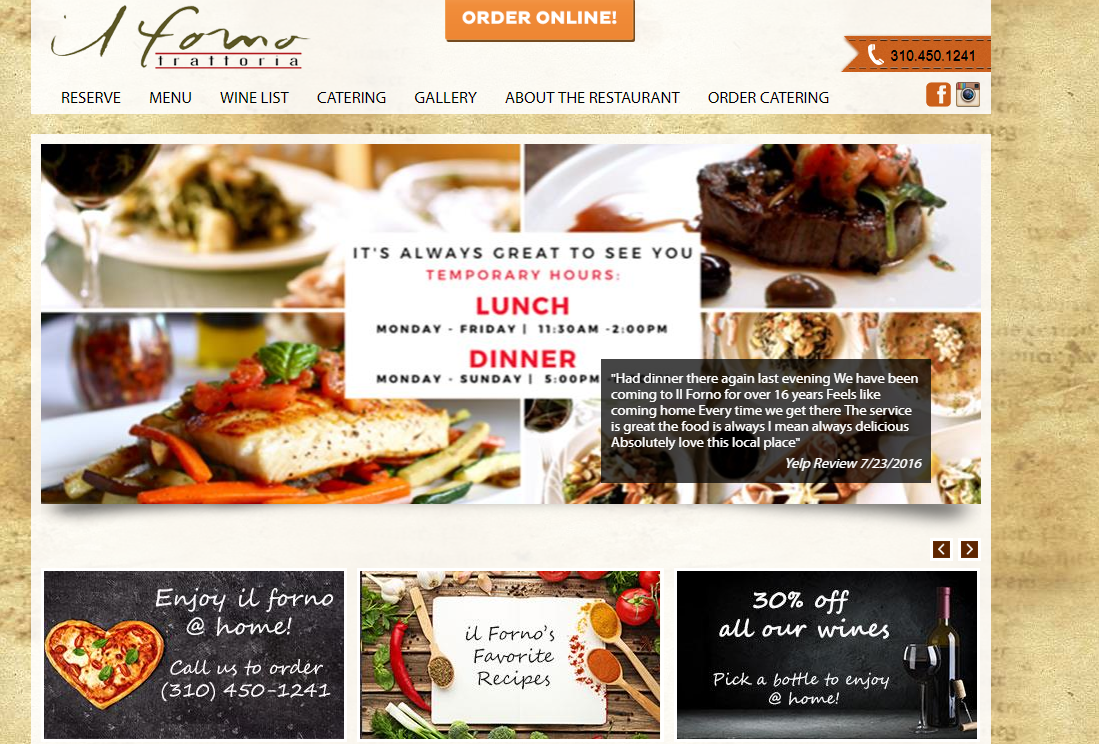 il forno
trattoria
ORDER ONLINE!
310.450.1241
RESERVE MENU WINE LIST CATERING GALLERY ABOUT THE RESTAURANT ORDER CATERING
IT'S ALWAYS GREAT TO SEE YOU
TEMPORARY HOURS:
LUNCH
MONDAY - FRIDAY | 11:30AM -2:00PM
DINNER
MONDAY - SUNDAY | 5:00PM
"Had dinner there again last evening We have been
coming to Il Forno for over 16 years Feels like
coming home Every time we get there The service
is great the food is always I mean always delicious
Absolutely love this local place"
Yelp Review 7/23/2016
Enjoy il forno
@ home!
Call us to order
(310) 450-1241
il Forno's
Favorite
Recipes
30% off
all our wines
Pick a bottle to enjoy
@ home!